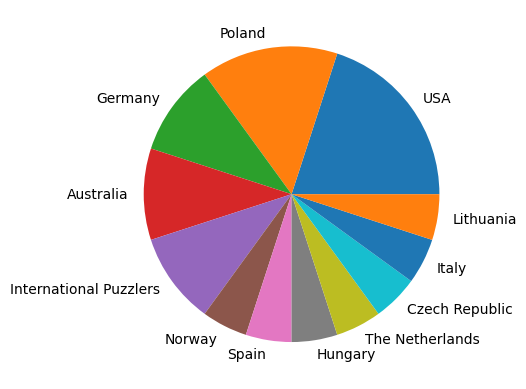 Poland
USA
Germany
Australia
Lithuania
Italy
International Puzzlers
Czech Republic
Norway
The Netherlands
Spain
Hungary